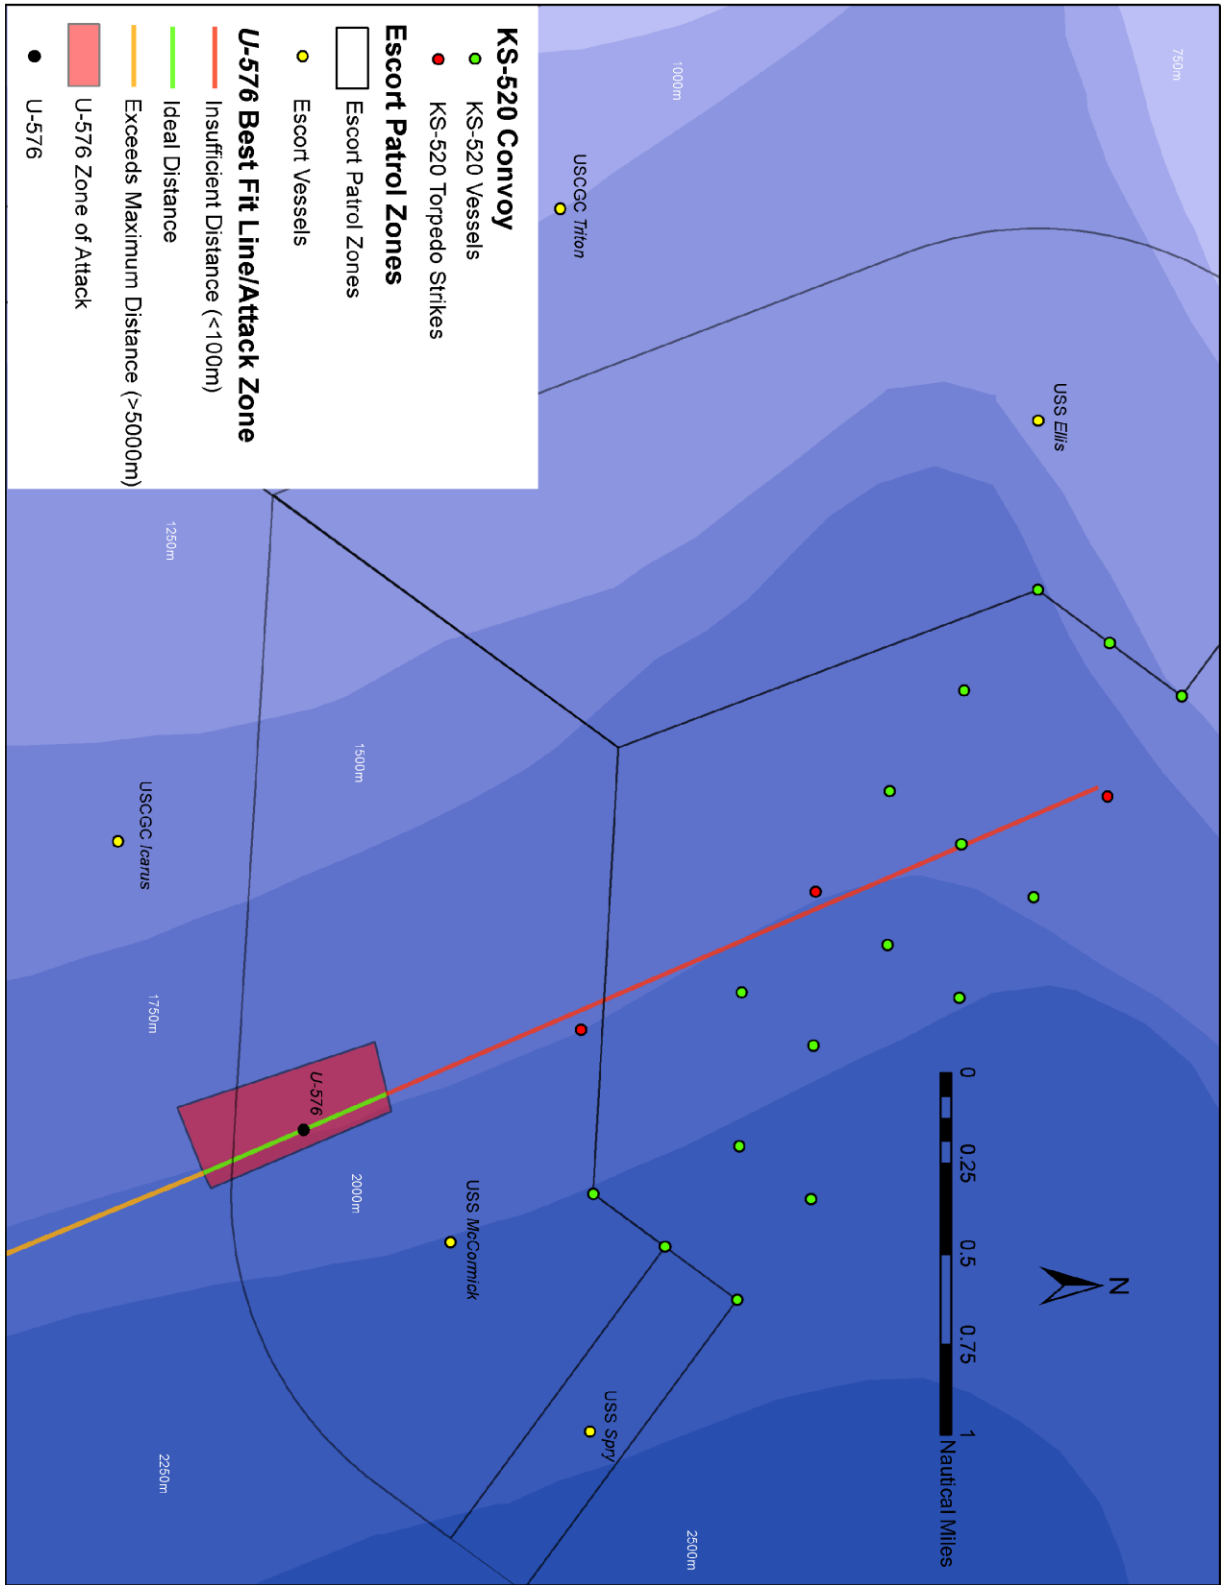 750m
1000m
USCGC Triton
USS Ellis
1250m
1500m
USCGC Icarus
1750m
U-576
2000m
USS McCormick
USS Spry
2250m
2500m
N
0 0.25 0.5 0.75 1
Nautical Miles
KS-520 Convoy
KS-520 Vessels
KS-520 Torpedo Strikes
Escort Patrol Zones
Escort Patrol Zones
Escort Vessels
U-576 Best Fit Line/Attack Zone
Insufficient Distance (<100m)
Ideal Distance
Exceeds Maximum Distance (>5000m)
U-576 Zone of Attack
U-576